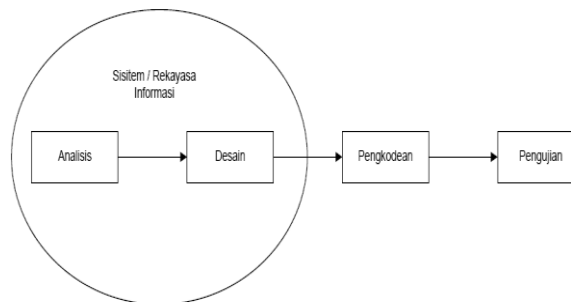 Sisitem / Rekayasa
Informasi
Analisis
Desain
Pengkodean
Pengujian